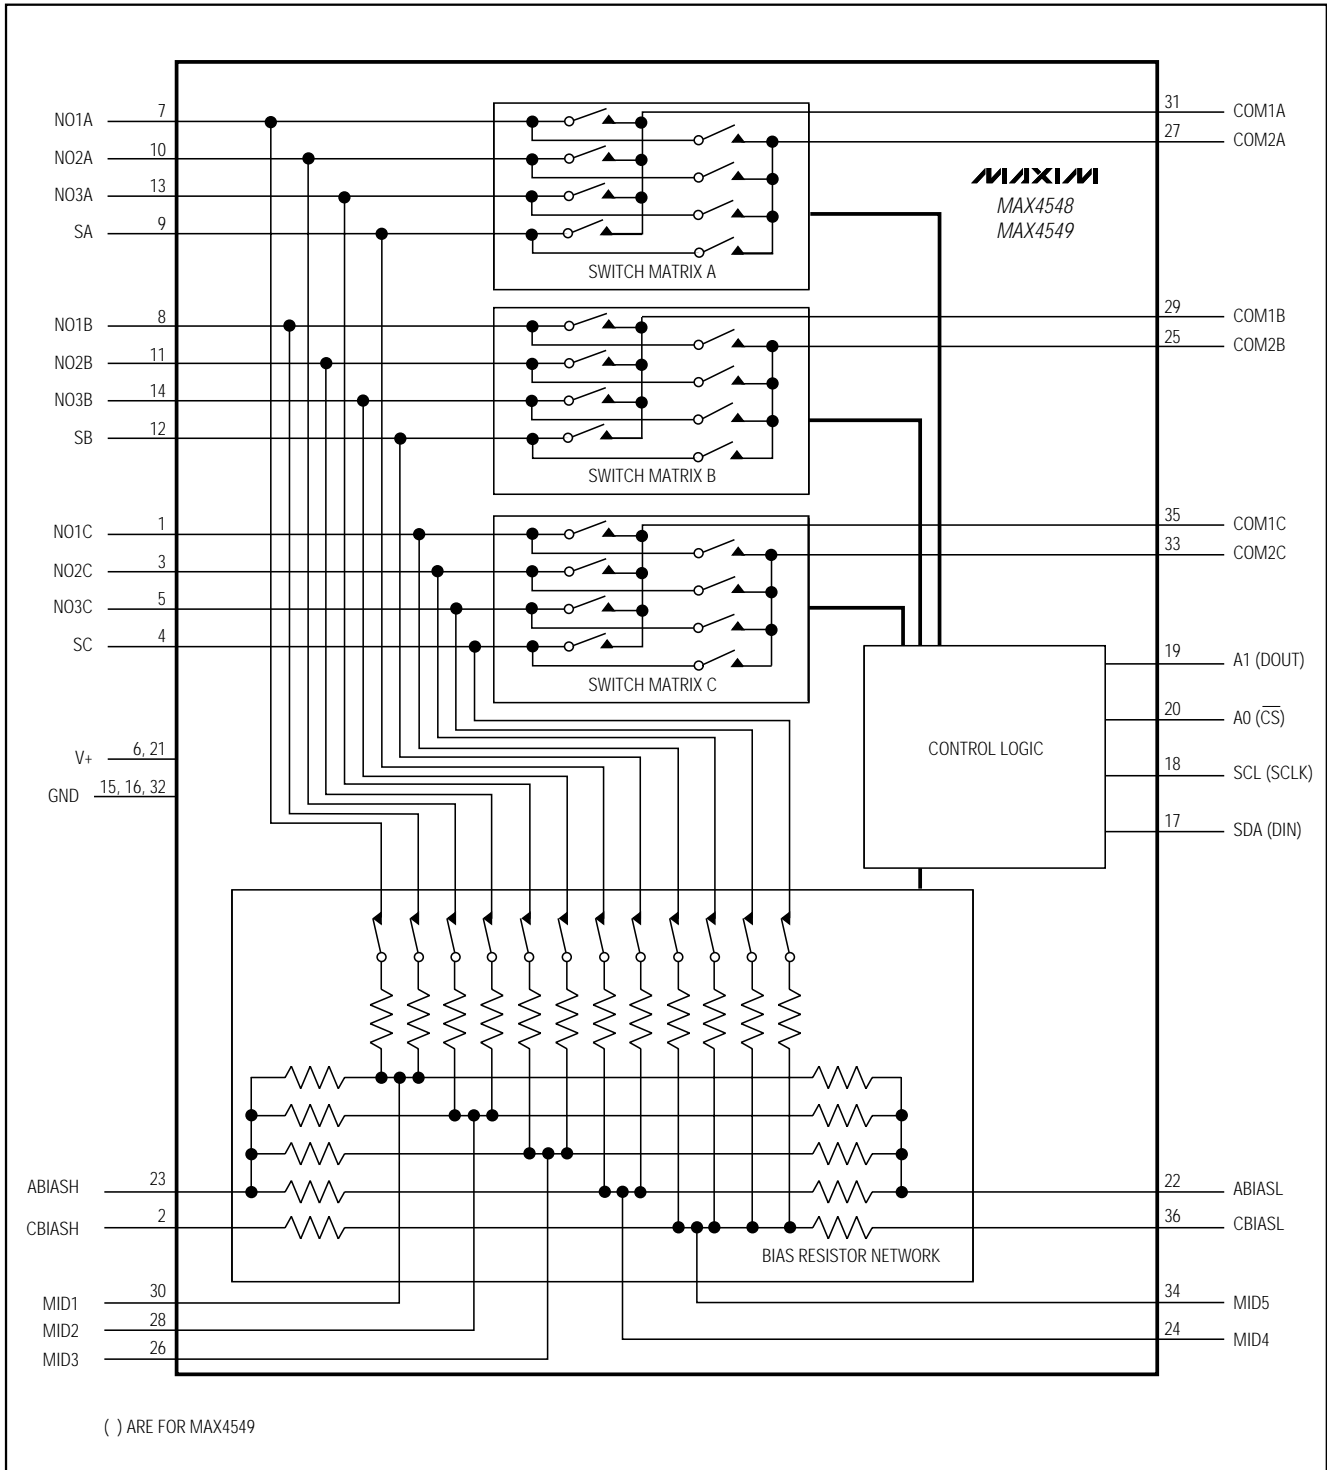 NO1A 7
NO2A 10
NO3A 13
SA 9
NO1B 8
NO2B 11
NO3B 14
SB 12
NO1C 1
NO2C 3
NO3C 5
SC 4
V+ 6, 21
GND 15, 16, 32
ABIASH 23
CBIASH 2
MID1 30
MID2 28
MID3 26
SWITCH MATRIX A
SWITCH MATRIX B
SWITCH MATRIX C
MAXIM
MAX4548
MAX4549
CONTROL LOGIC
BIAS RESISTOR NETWORK
31 COM1A
27 COM2A
29 COM1B
25 COM2B
35 COM1C
33 COM2C
19 A1 (DOUT)
20 A0 (C̅S̅)
18 SCL (SCLK)
17 SDA (DIN)
22 ABIASL
36 CBIASL
34 MID5
24 MID4
( ) ARE FOR MAX4549